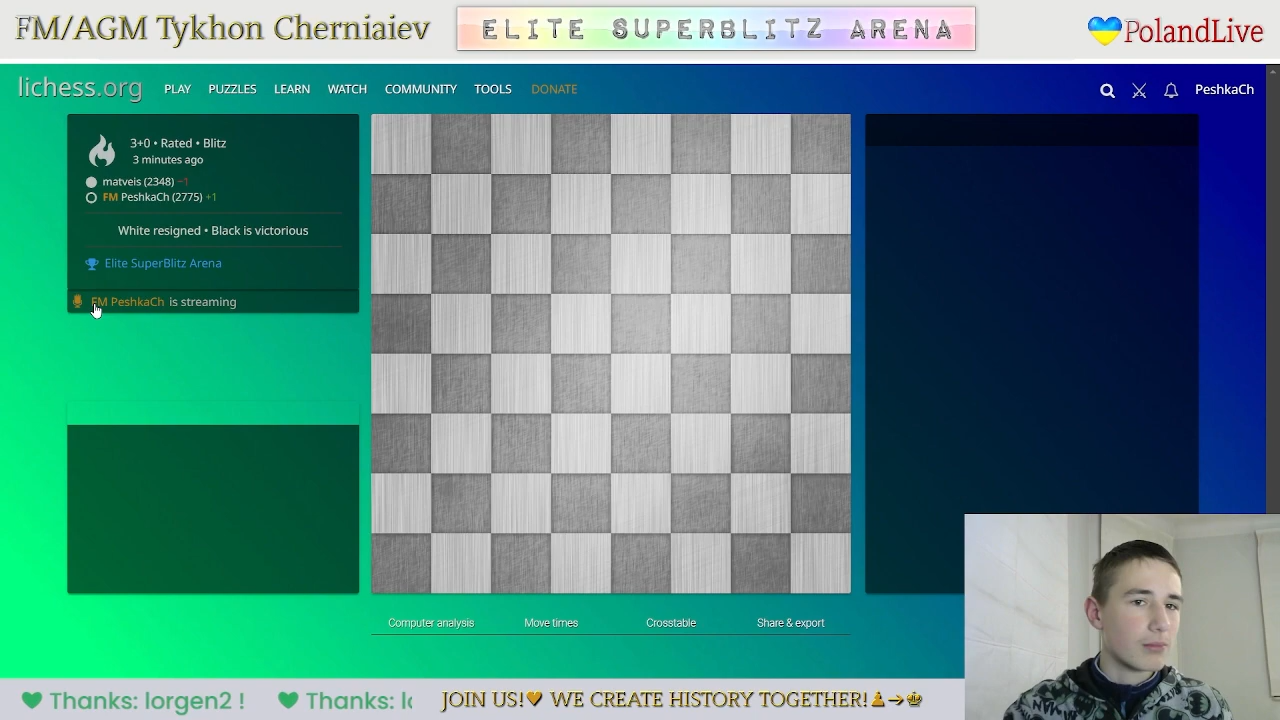 FM/AGM Tykhon Cherniaiev
ELITE SUPERBLITZ ARENA
PolandLive
lichess.org PLAY PUZZLES LEARN WATCH COMMUNITY TOOLS DONATE PeshkaCh
3+0 • Rated • Blitz
3 minutes ago
matveis (2348) −1
FM PeshkaCh (2775) +1
White resigned • Black is victorious
Elite SuperBlitz Arena
FM PeshkaCh is streaming
Computer analysis Move times Crosstable Share & export
Thanks: lorgen2 ! Thanks: JOIN US! WE CREATE HISTORY TOGETHER!